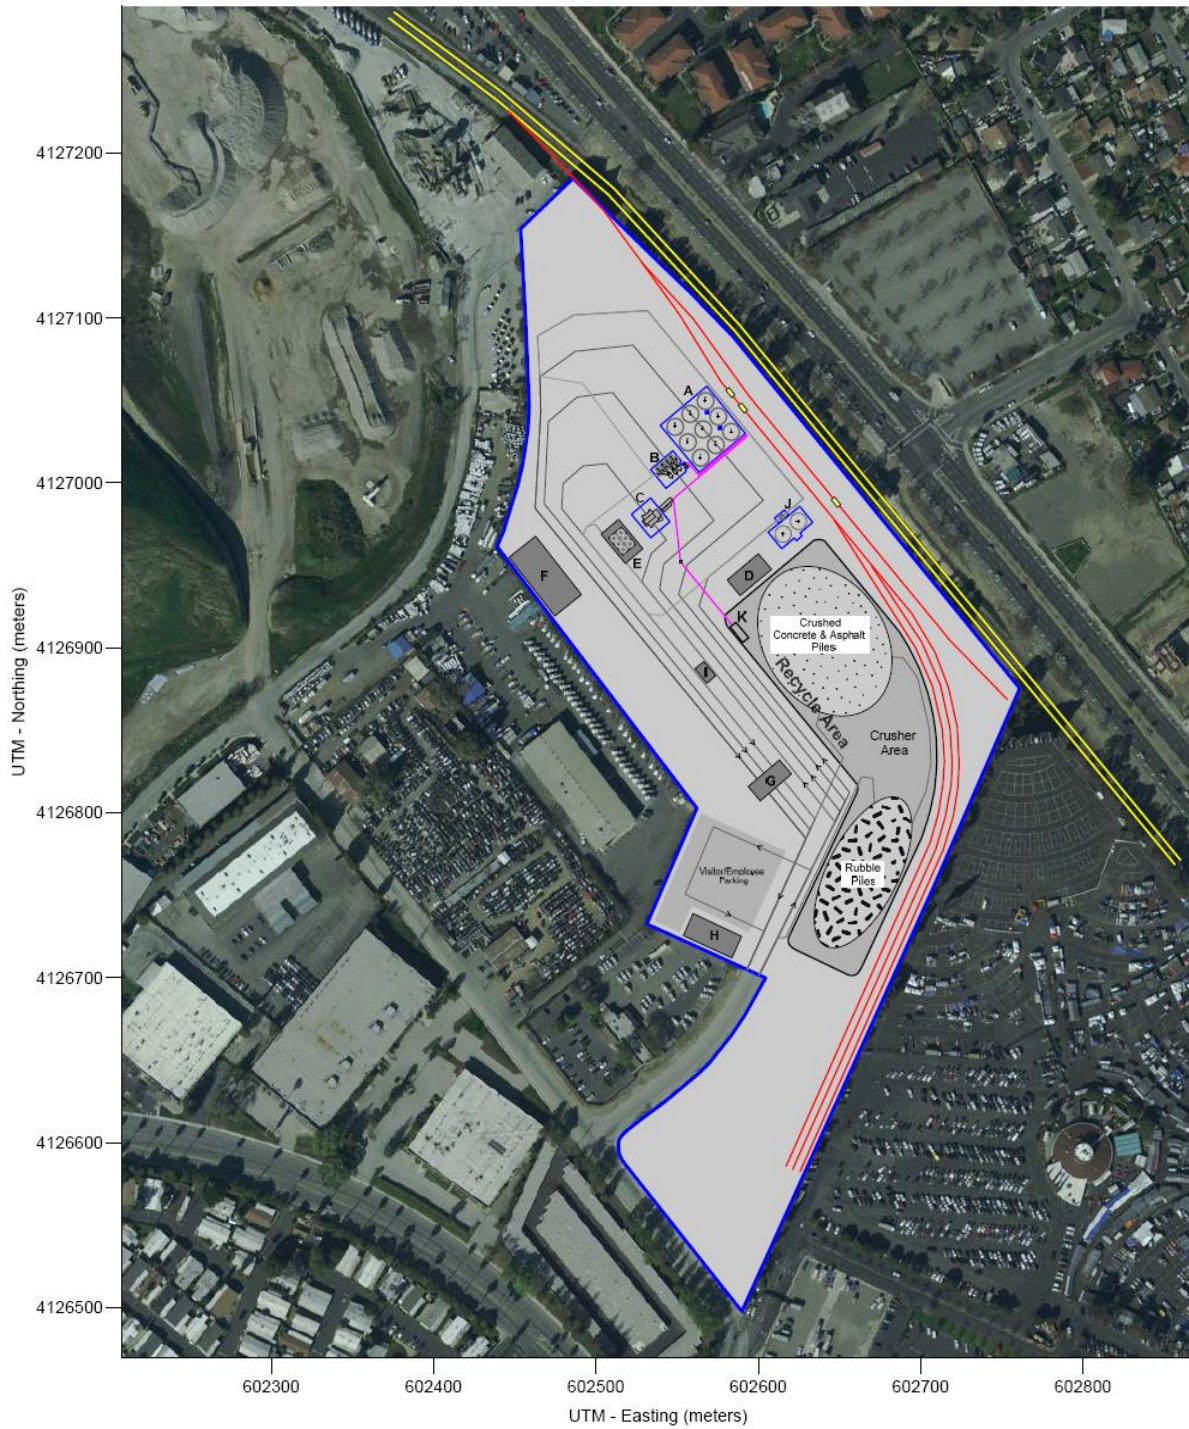 4127200
4127100
A
B
4127000
C
J
E
F
D
K
4126900
Crushed
Concrete & Asphalt
Piles
I
Recycle Area
Crusher
Area
G
4126800
Visitor/Employee
Parking
Rubble
Piles
H
4126700
4126600
4126500
UTM - Northing (meters)
602300 602400 602500 602600 602700 602800
UTM - Easting (meters)